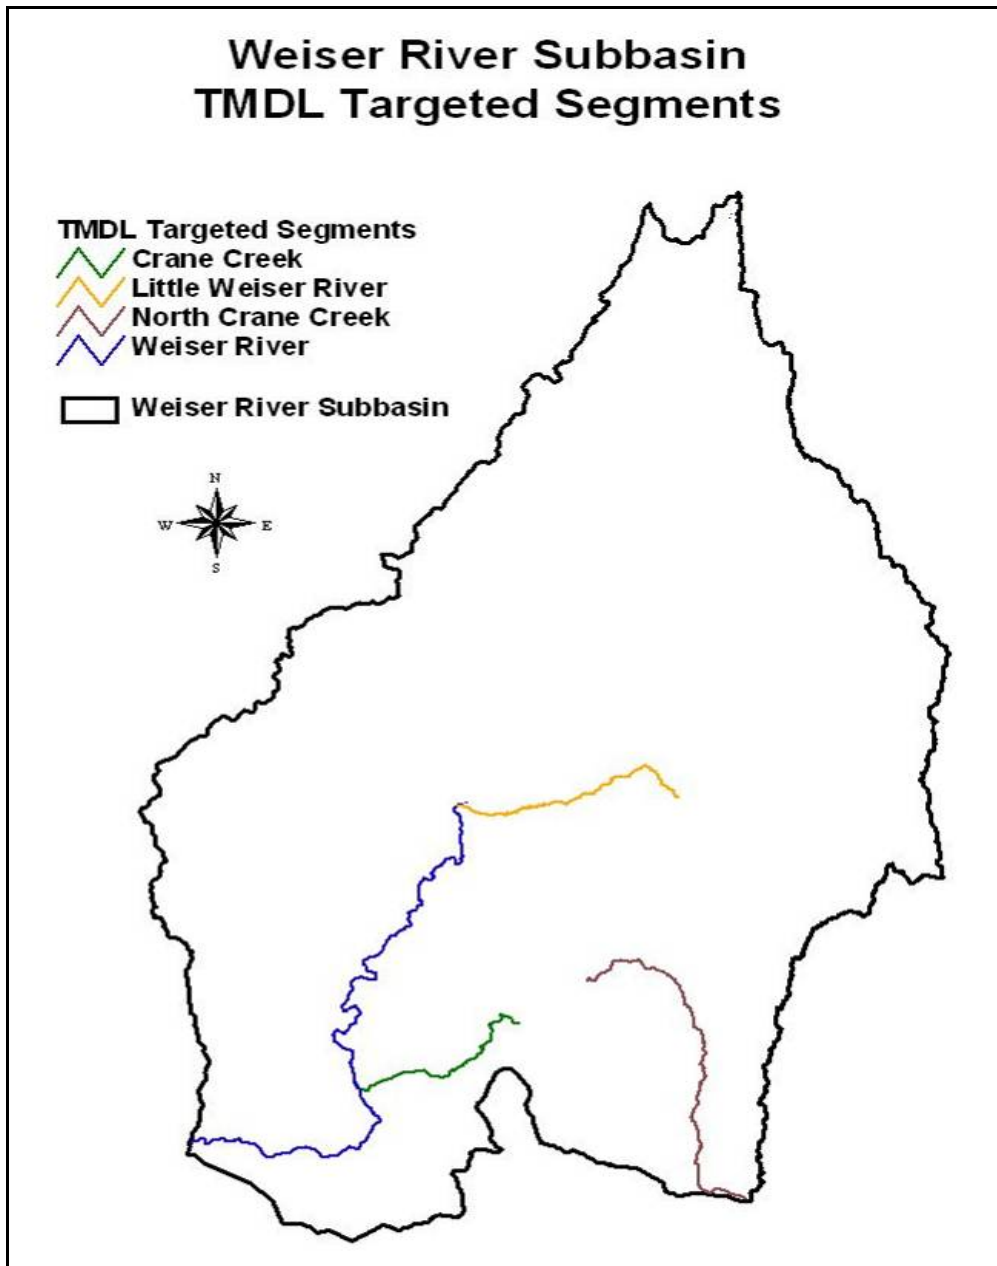 Weiser River Subbasin
TMDL Targeted Segments
TMDL Targeted Segments
Crane Creek
Little Weiser River
North Crane Creek
Weiser River
Weiser River Subbasin
N
W E
S